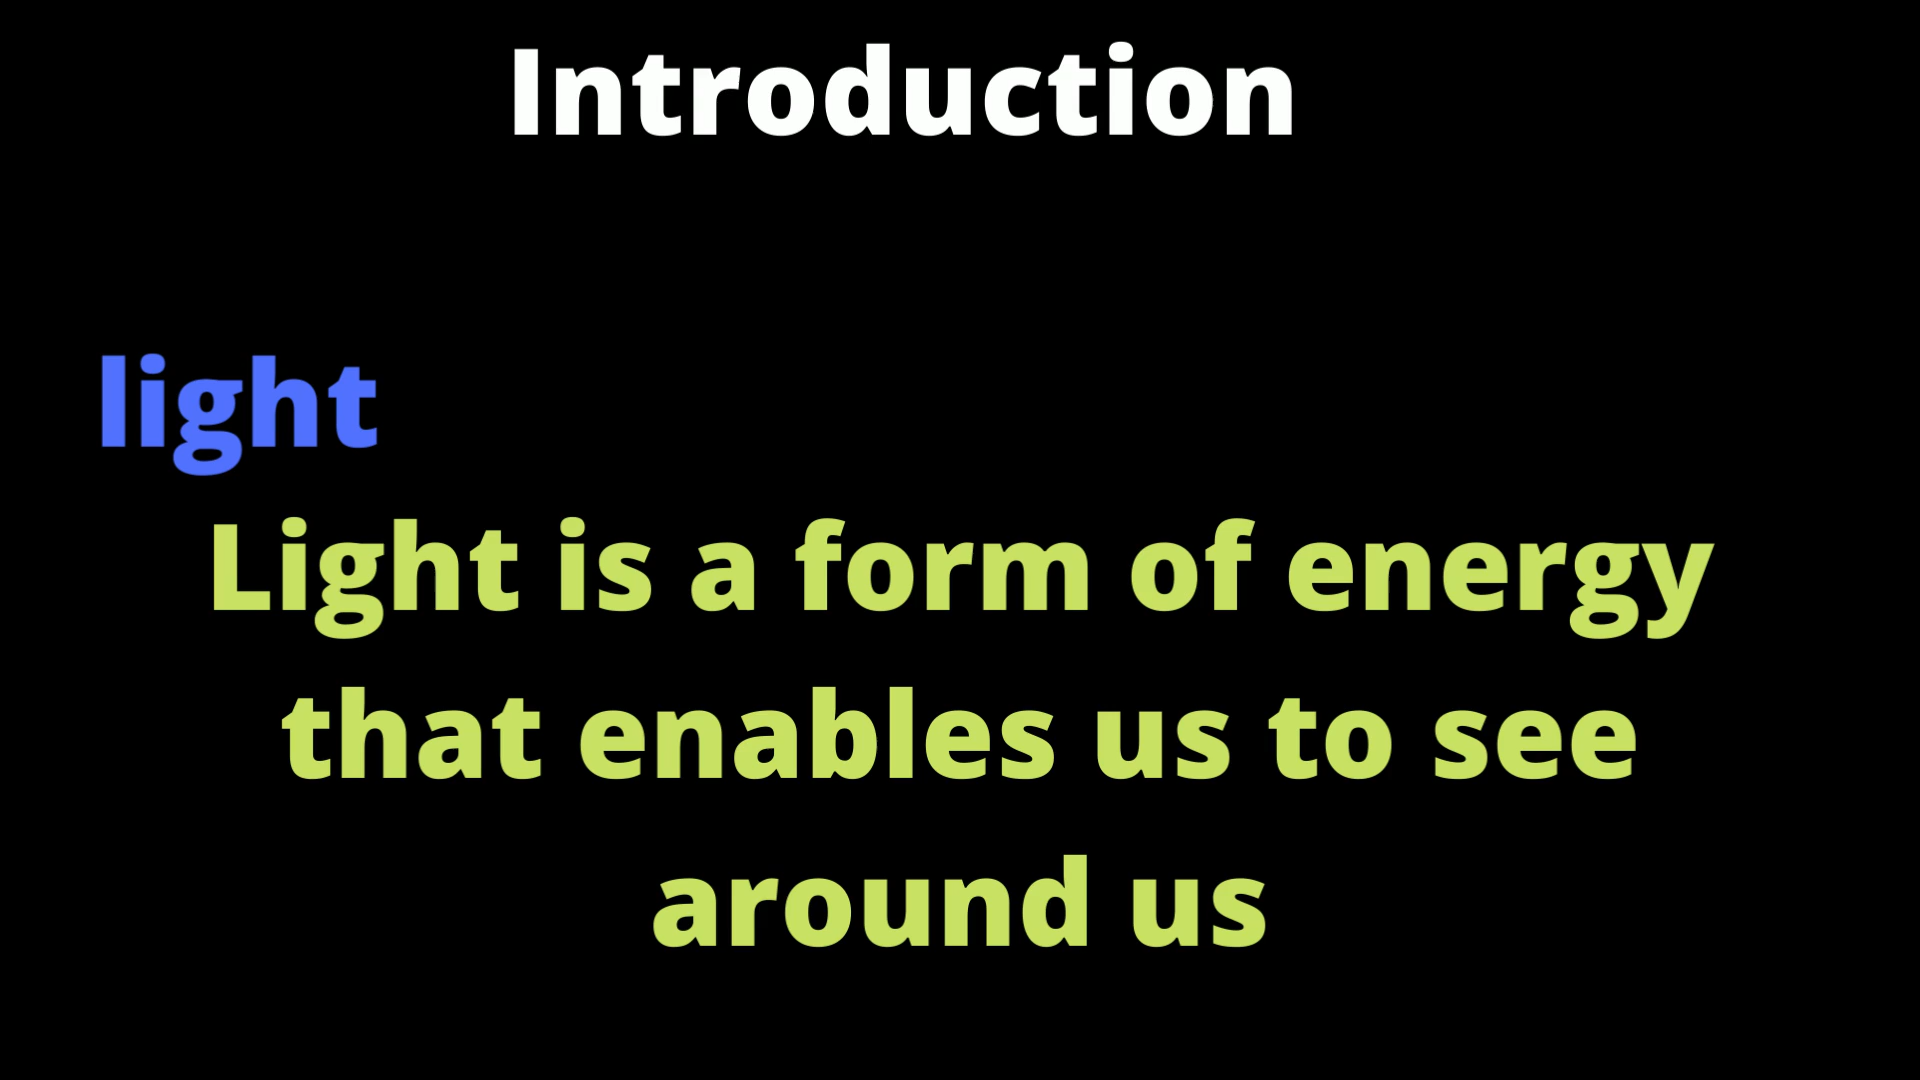 Introduction
light
Light is a form of energy
that enables us to see
around us